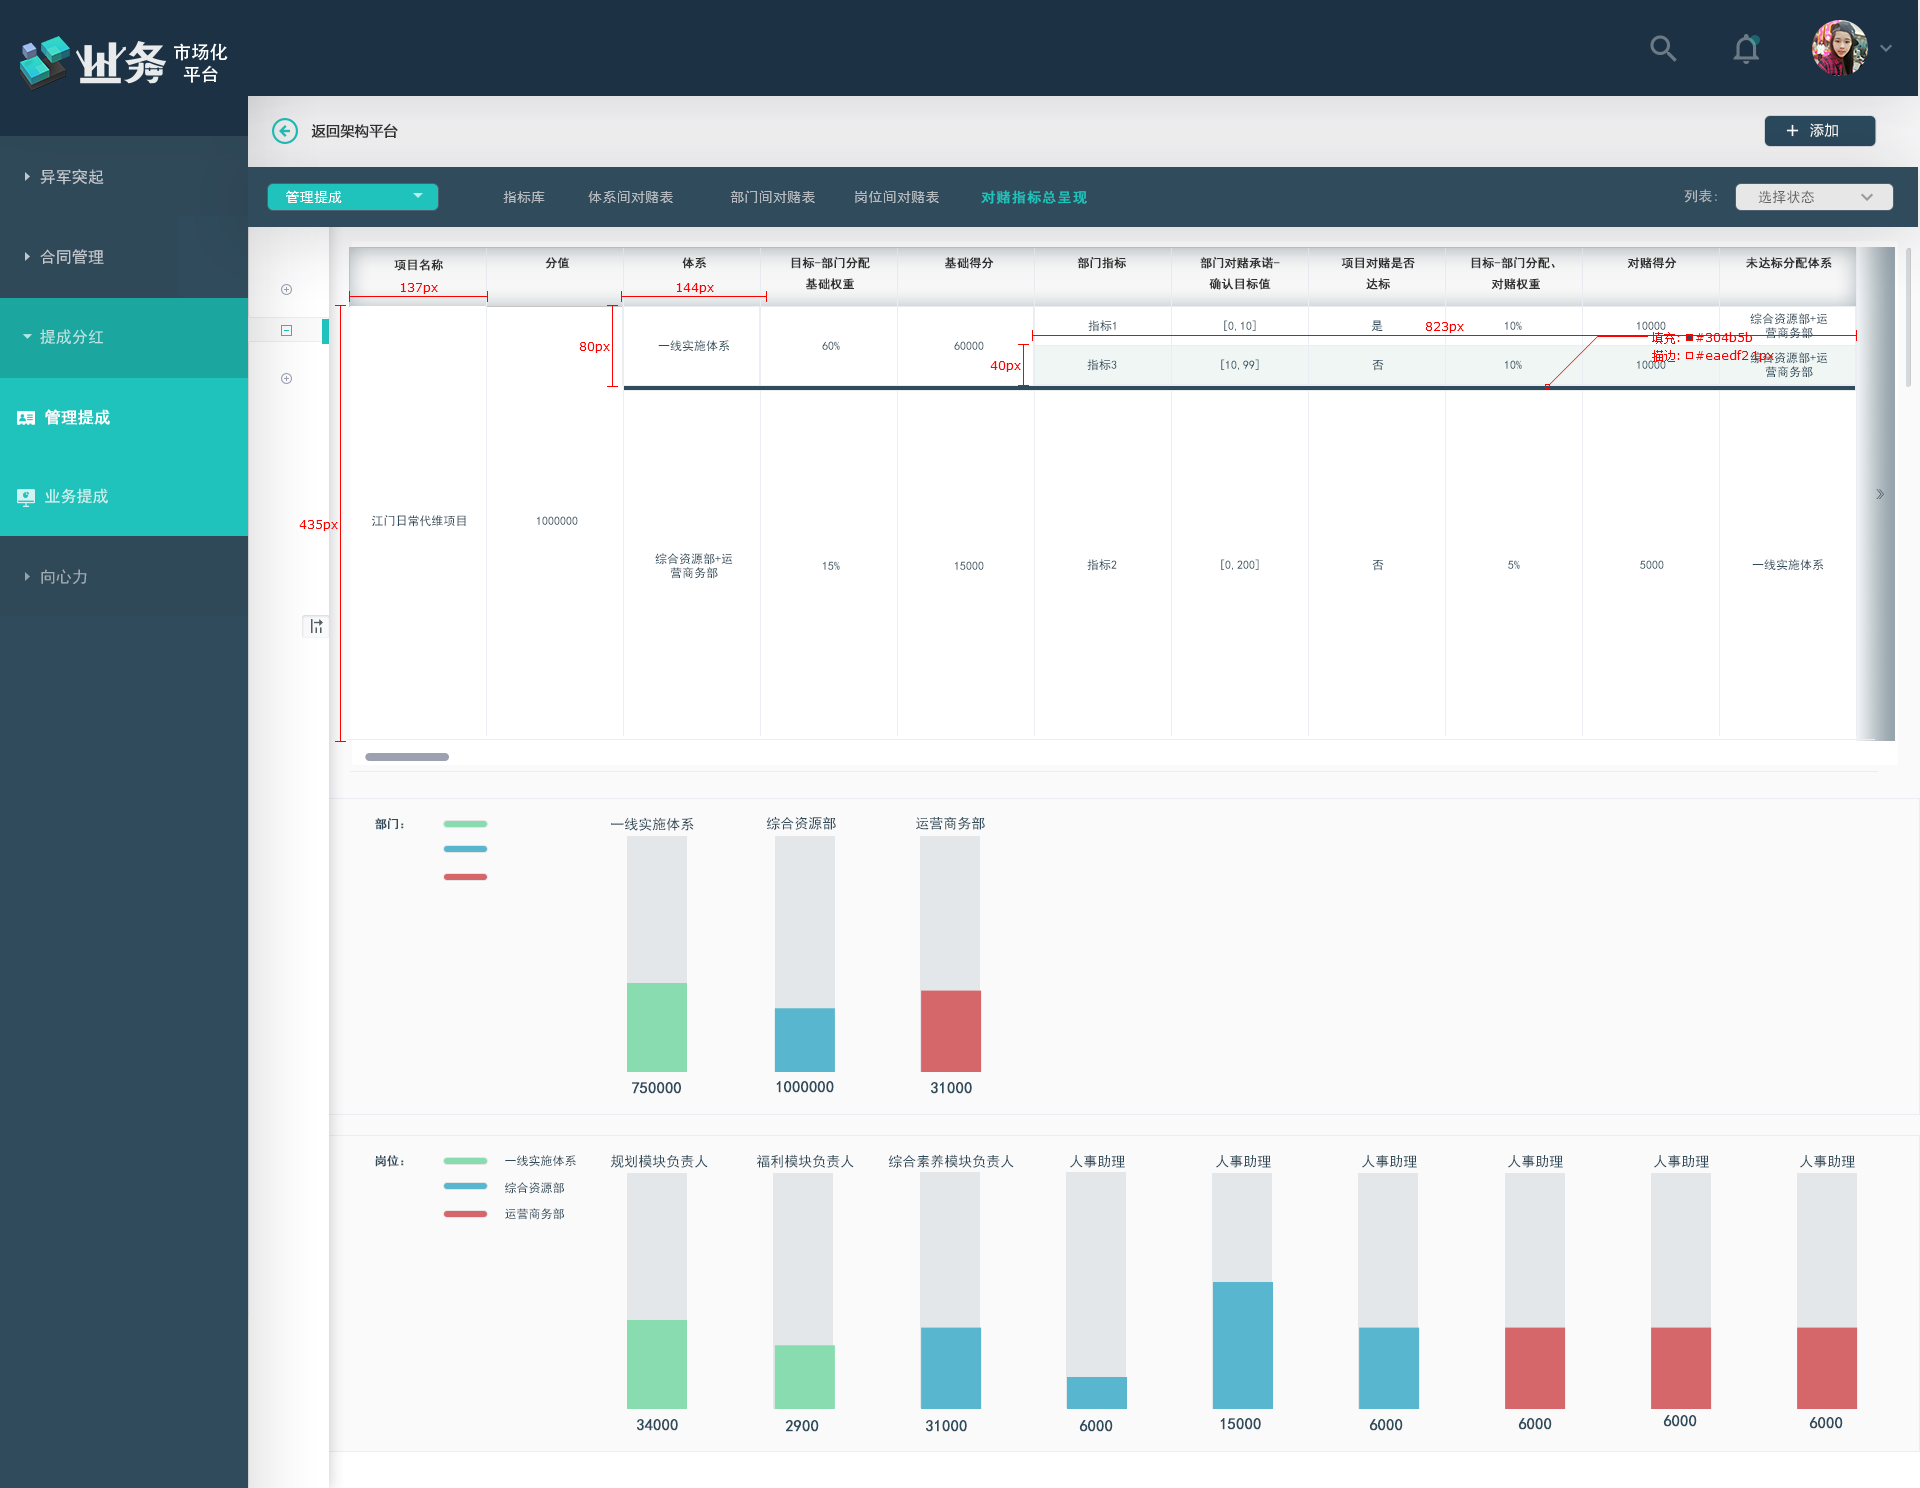 业务 市场化
平台
返回架构平台
+ 添加
异军突起
合同管理
提成分红
管理提成
业务提成
向心力
管理提成
指标库
体系间对赌表
部门间对赌表
岗位间对赌表
对赌指标总呈现
列表：
选择状态
项目名称
分值
体系
目标-部门分配
基础权重
基础得分
部门指标
部门对赌承诺-
确认目标值
项目对赌是否
达标
目标-部门分配、
对赌权重
对赌得分
未达标分配体系
137px
144px
80px
一线实施体系
60%
60000
指标1
[0,10]
是
823px
10%
10000
综合资源部+运
营商务部
填充: #304b5b
描边: #eaedf2 1px
40px
指标3
[10,99]
否
10%
10000
综合资源部+运
营商务部
435px
江门日常代维项目
1000000
综合资源部+运
营商务部
15%
15000
指标2
[0,200]
否
5%
5000
一线实施体系
部门：
一线实施体系
综合资源部
运营商务部
750000
1000000
31000
岗位：
一线实施体系
综合资源部
运营商务部
规划模块负责人
福利模块负责人
综合素养模块负责人
人事助理
人事助理
人事助理
人事助理
人事助理
人事助理
34000
2900
31000
6000
15000
6000
6000
6000
6000